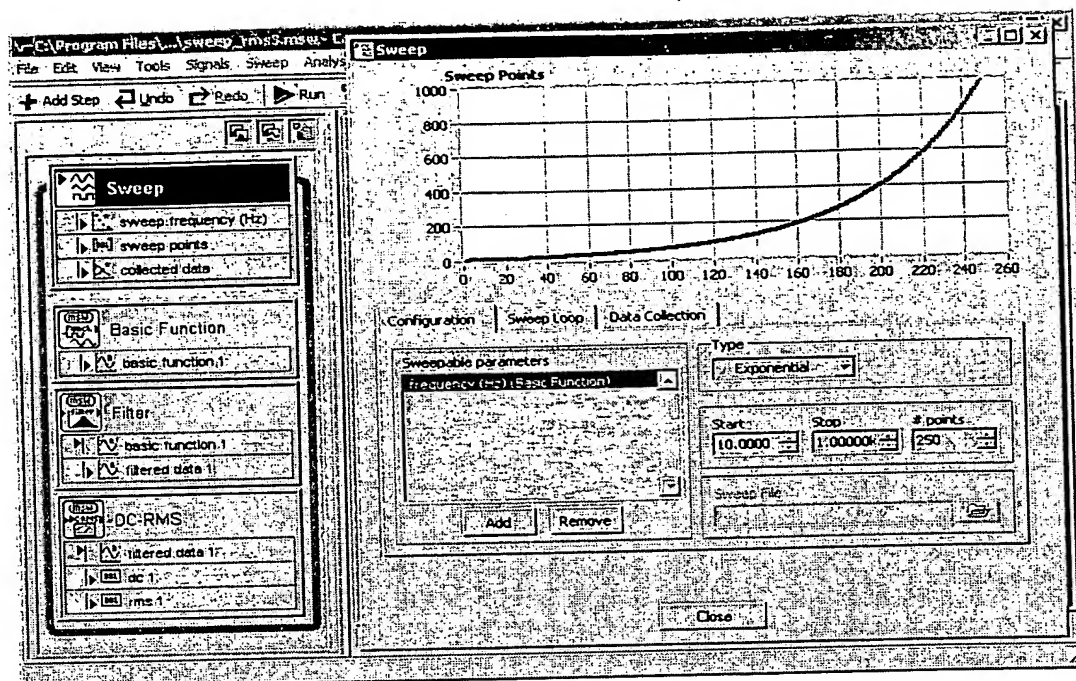 C:\Program Files\...\sweep_rms5.msw - C
File Edit View Tools Signals Sweep Analys
Add Step Undo Redo Run
Sweep
sweep frequency (Hz)
sweep points
collected data
Basic Function
basic function 1
Filter
basic function 1
filtered data 1
DC-RMS
filtered data 1
dc 1
rms 1
Sweep
Sweep Points
1000
800
600
400
200
0
0 20 40 60 80 100 120 140 160 180 200 220 240 260
Configuration Sweep Loop Data Collection
Sweepable parameters
frequency (Hz) (Basic Function)
Add Remove
Type
Exponential
Start Stop # points
10.0000 1.00000k 250
Sweep File
Close